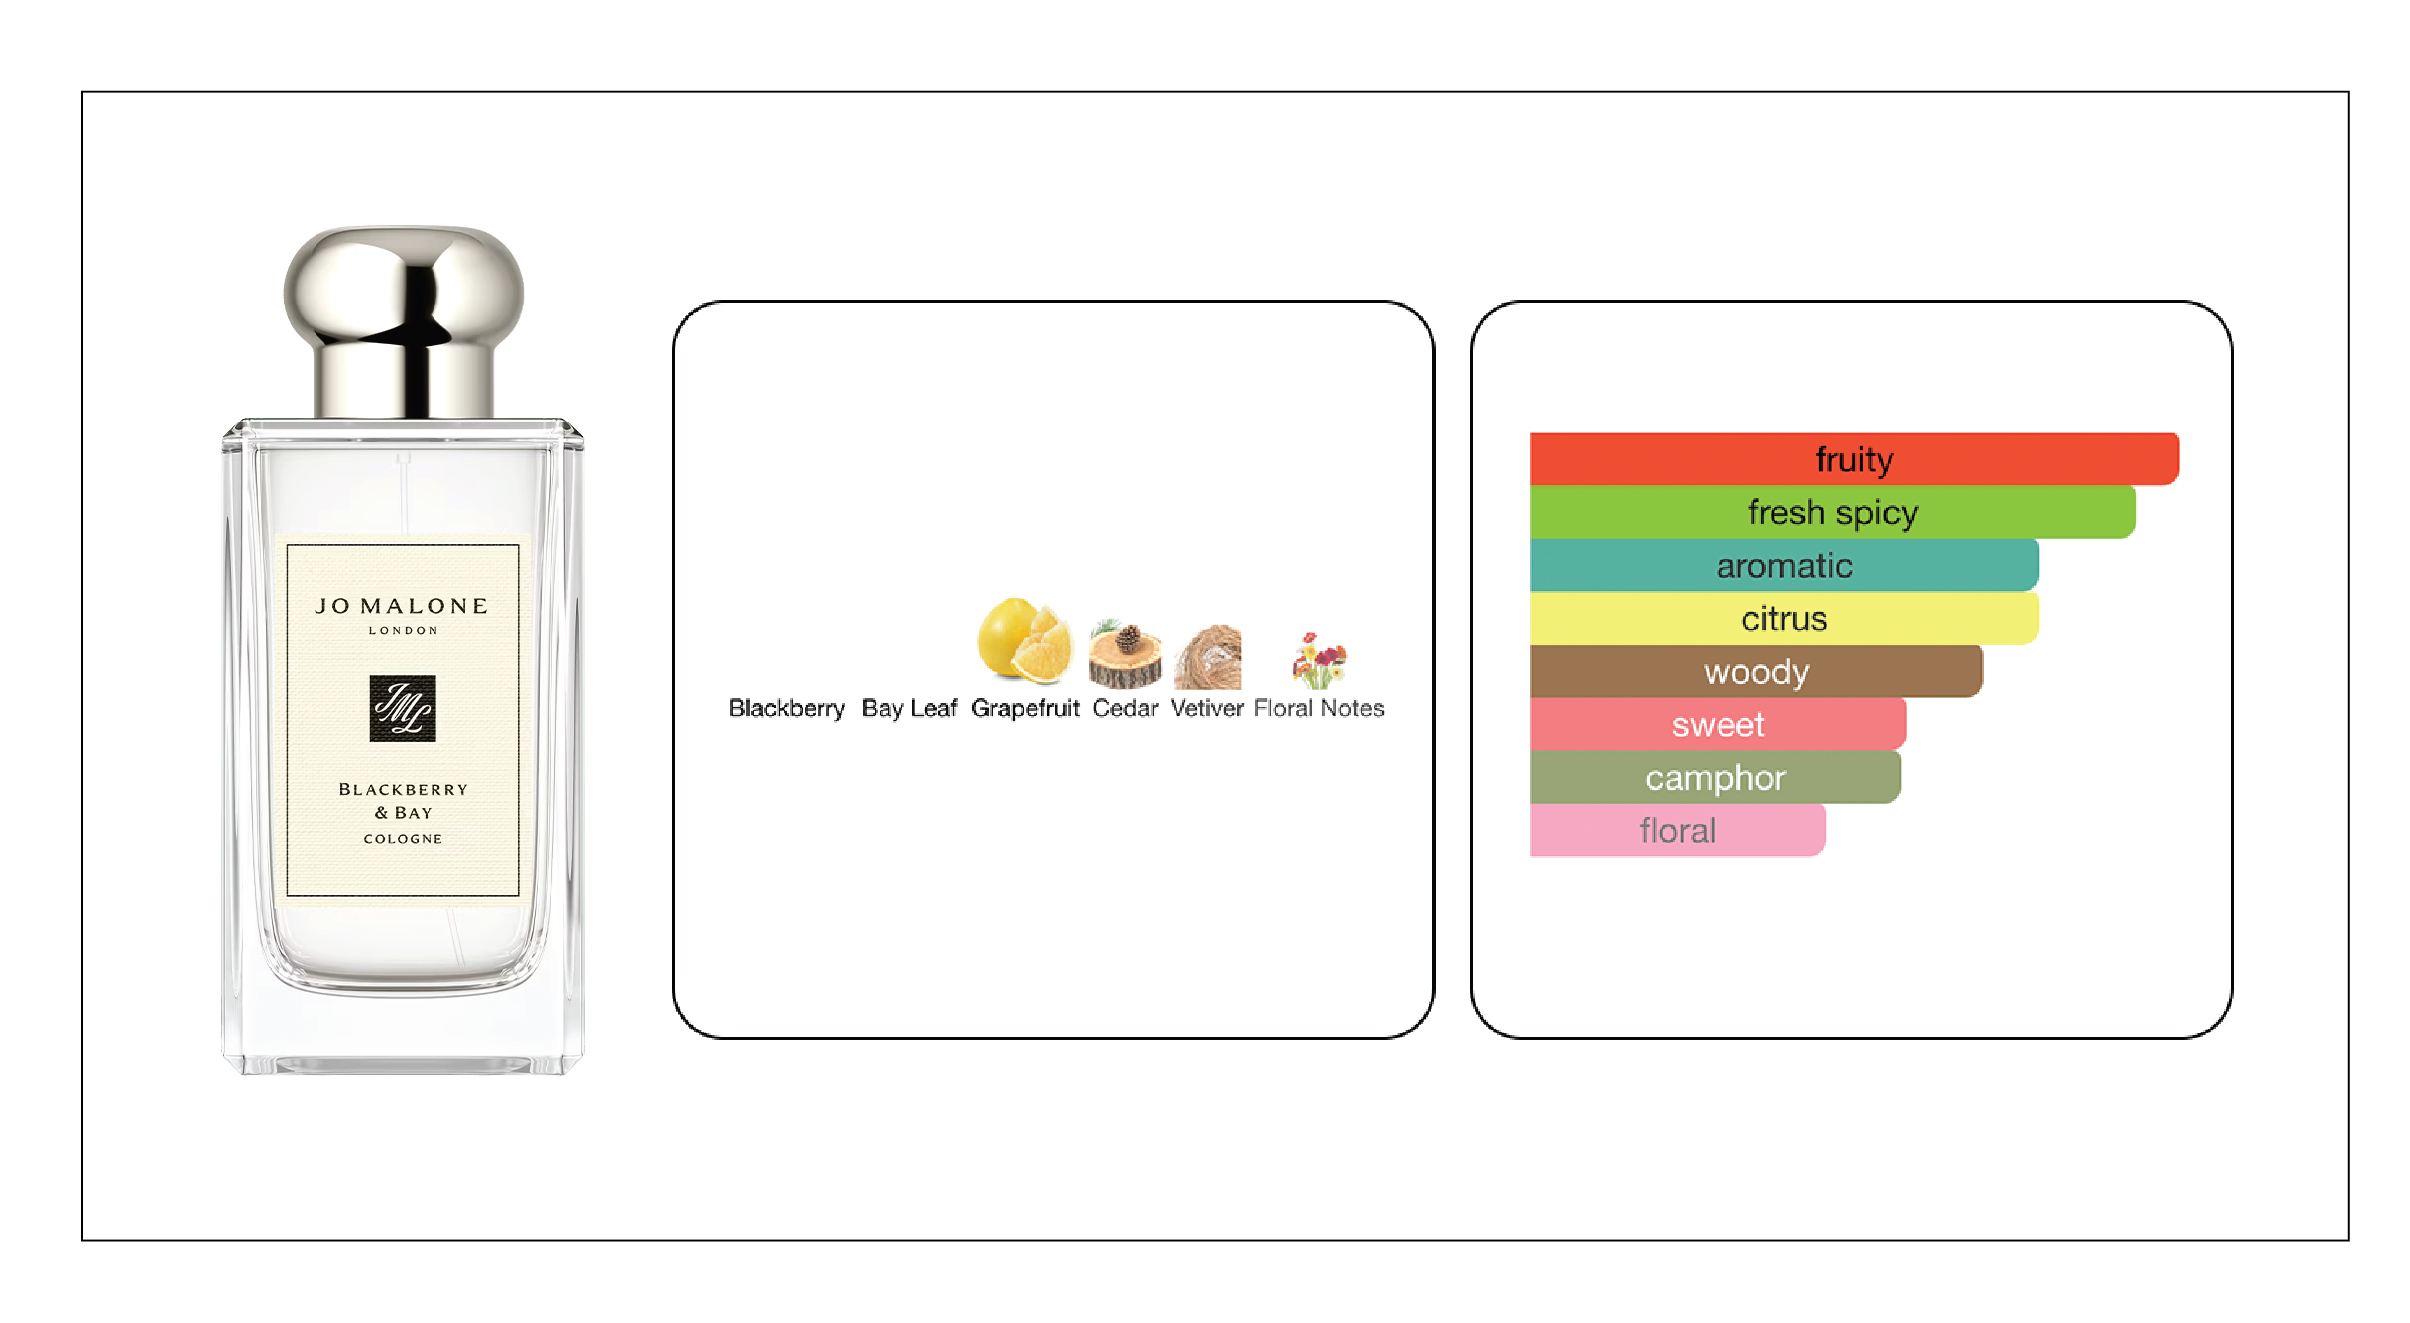 JO MALONE
LONDON
JML
BLACKBERRY
& BAY
COLOGNE
Blackberry Bay Leaf Grapefruit Cedar Vetiver Floral Notes
fruity
fresh spicy
aromatic
citrus
woody
sweet
camphor
floral